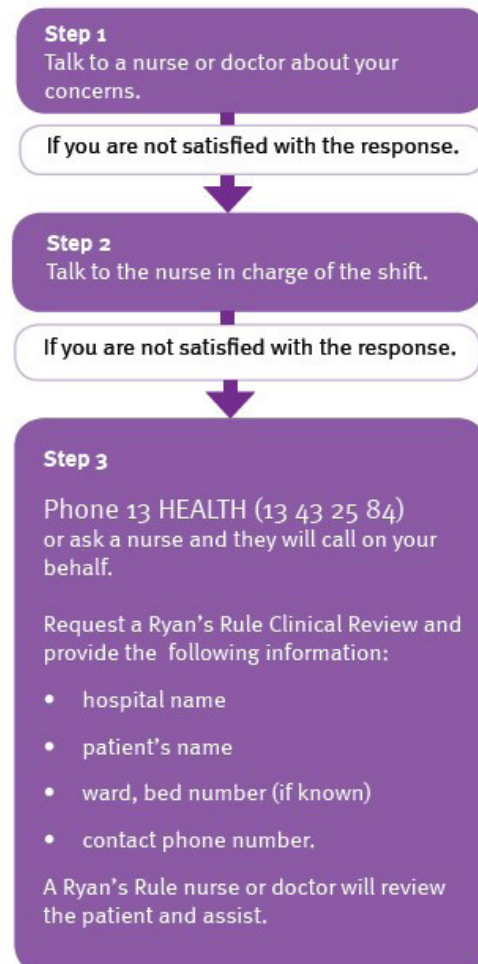 Step 1
Talk to a nurse or doctor about your
concerns.
If you are not satisfied with the response.
Step 2
Talk to the nurse in charge of the shift.
If you are not satisfied with the response.
Step 3
Phone 13 HEALTH (13 43 25 84)
or ask a nurse and they will call on your
behalf.
Request a Ryan’s Rule Clinical Review and
provide the following information:
• hospital name
• patient’s name
• ward, bed number (if known)
• contact phone number.
A Ryan’s Rule nurse or doctor will review
the patient and assist.